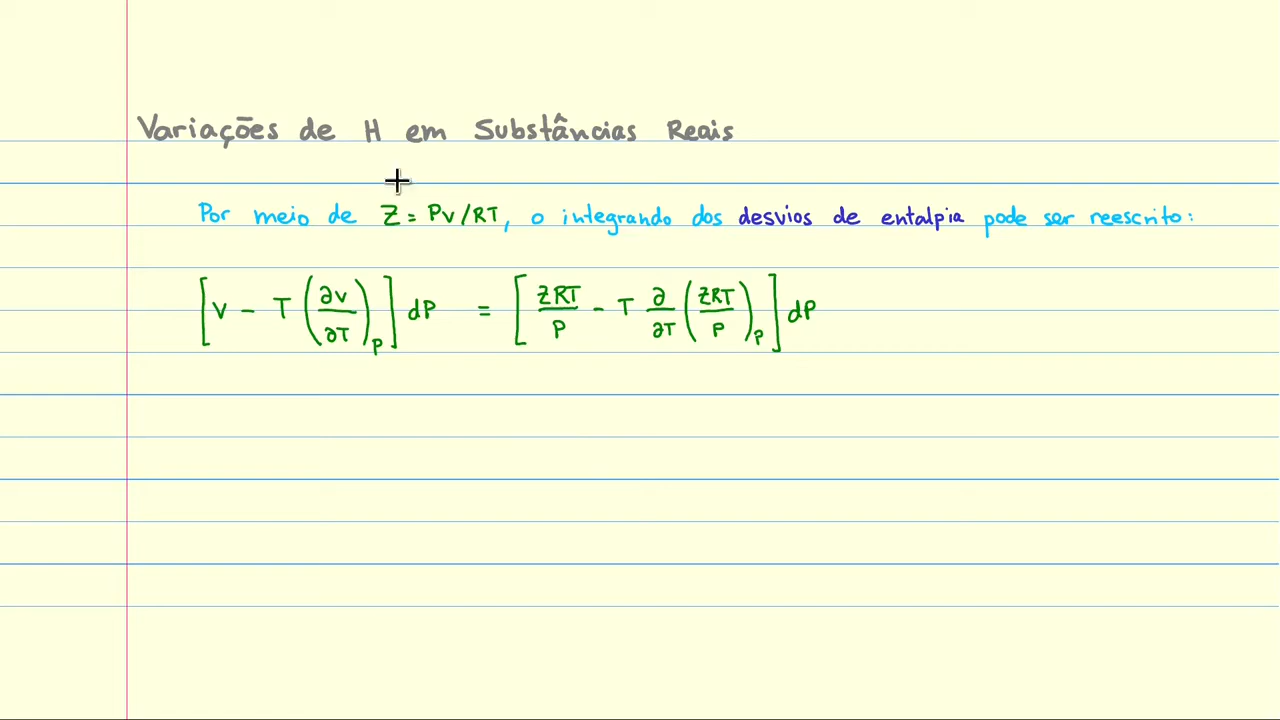 Variações de H em Substâncias Reais
Por meio de Z = Pv/RT, o integrando dos desvios de entalpia pode ser reescrito:
[v - T (∂v/∂T)_P] dP = [ZRT/P - T ∂/∂T (ZRT/P)_P] dP